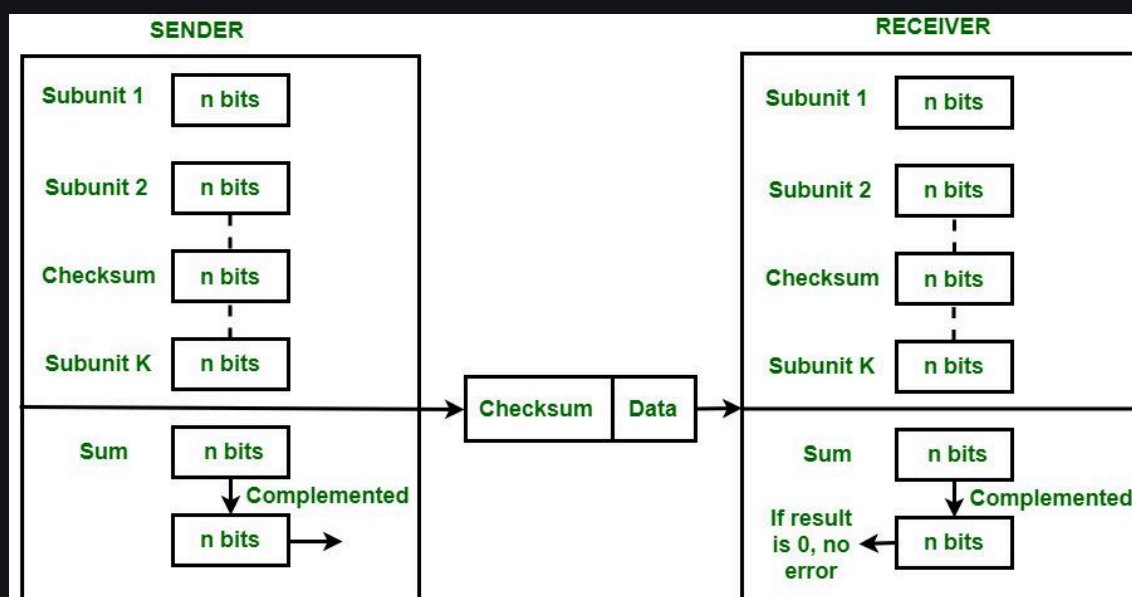 SENDER
Subunit 1
n bits
Subunit 2
n bits
Checksum
n bits
Subunit K
n bits
Sum
n bits
Complemented
n bits
Checksum
Data
RECEIVER
Subunit 1
n bits
Subunit 2
n bits
Checksum
n bits
Subunit K
n bits
Sum
n bits
Complemented
If result
is 0, no
error
n bits